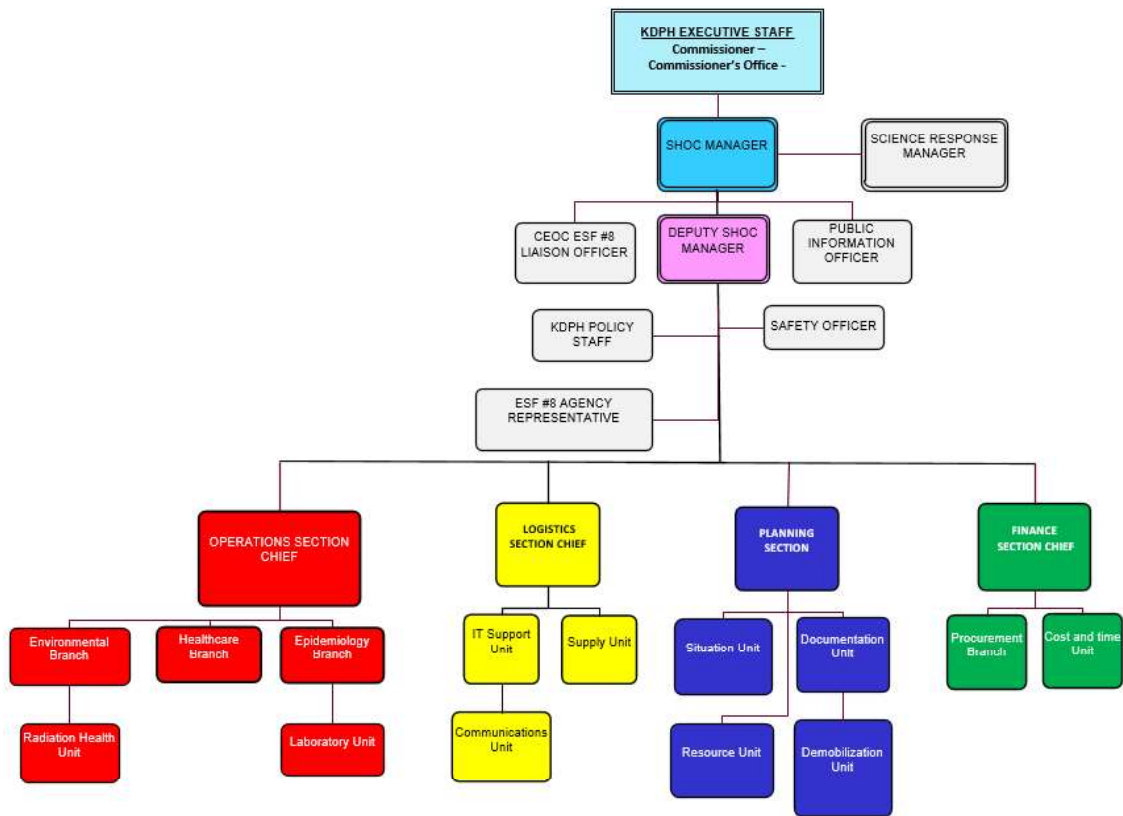 KDPH EXECUTIVE STAFF
Commissioner –
Commissioner's Office -
SHOC MANAGER
SCIENCE RESPONSE
MANAGER
CEOC ESF #8
LIAISON OFFICER
DEPUTY SHOC
MANAGER
PUBLIC
INFORMATION
OFFICER
KDPH POLICY
STAFF
SAFETY OFFICER
ESF #8 AGENCY
REPRESENTATIVE
OPERATIONS SECTION
CHIEF
LOGISTICS
SECTION CHIEF
PLANNING
SECTION
FINANCE
SECTION CHIEF
Environmental
Branch
Healthcare
Branch
Epidemiology
Branch
IT Support
Unit
Supply Unit
Situation Unit
Documentation
Unit
Procurement
Branch
Cost and time
Unit
Radiation Health
Unit
Laboratory Unit
Communications
Unit
Resource Unit
Demobilization
Unit